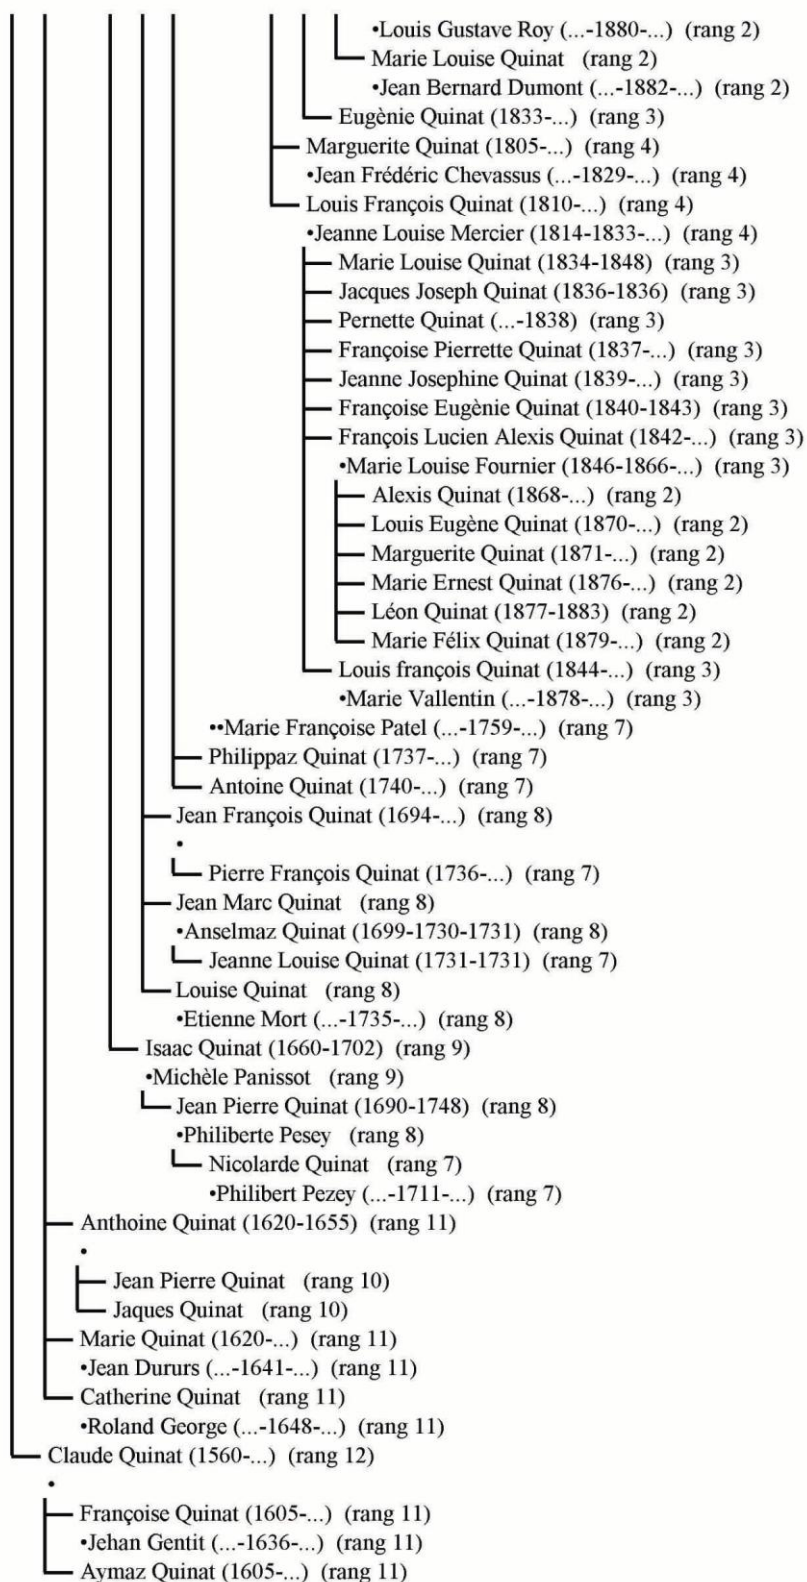 •Louis Gustave Roy (...-1880-...) (rang 2)
Marie Louise Quinat (rang 2)
•Jean Bernard Dumont (...-1882-...) (rang 2)
Eugènie Quinat (1833-...) (rang 3)
Marguerite Quinat (1805-...) (rang 4)
•Jean Frédéric Chevassus (...-1829-...) (rang 4)
Louis François Quinat (1810-...) (rang 4)
•Jeanne Louise Mercier (1814-1833-...) (rang 4)
Marie Louise Quinat (1834-1848) (rang 3)
Jacques Joseph Quinat (1836-1836) (rang 3)
Pernette Quinat (...-1838) (rang 3)
Françoise Pierrette Quinat (1837-...) (rang 3)
Jeanne Josephine Quinat (1839-...) (rang 3)
Françoise Eugènie Quinat (1840-1843) (rang 3)
François Lucien Alexis Quinat (1842-...) (rang 3)
•Marie Louise Fournier (1846-1866-...) (rang 3)
Alexis Quinat (1868-...) (rang 2)
Louis Eugène Quinat (1870-...) (rang 2)
Marguerite Quinat (1871-...) (rang 2)
Marie Ernest Quinat (1876-...) (rang 2)
Léon Quinat (1877-1883) (rang 2)
Marie Félix Quinat (1879-...) (rang 2)
Louis françois Quinat (1844-...) (rang 3)
•Marie Vallentin (...-1878-...) (rang 3)
••Marie Françoise Patel (...-1759-...) (rang 7)
Philippaz Quinat (1737-...) (rang 7)
Antoine Quinat (1740-...) (rang 7)
Jean François Quinat (1694-...) (rang 8)
•
Pierre François Quinat (1736-...) (rang 7)
Jean Marc Quinat (rang 8)
•Anselmaz Quinat (1699-1730-1731) (rang 8)
Jeanne Louise Quinat (1731-1731) (rang 7)
Louise Quinat (rang 8)
•Etienne Mort (...-1735-...) (rang 8)
Isaac Quinat (1660-1702) (rang 9)
•Michèle Panissot (rang 9)
Jean Pierre Quinat (1690-1748) (rang 8)
•Philiberte Pesey (rang 8)
Nicolarde Quinat (rang 7)
•Philibert Pezey (...-1711-...) (rang 7)
Anthoine Quinat (1620-1655) (rang 11)
•
Jean Pierre Quinat (rang 10)
Jaques Quinat (rang 10)
Marie Quinat (1620-...) (rang 11)
•Jean Dururs (...-1641-...) (rang 11)
Catherine Quinat (rang 11)
•Roland George (...-1648-...) (rang 11)
Claude Quinat (1560-...) (rang 12)
•
Françoise Quinat (1605-...) (rang 11)
•Jehan Gentit (...-1636-...) (rang 11)
Aymaz Quinat (1605-...) (rang 11)